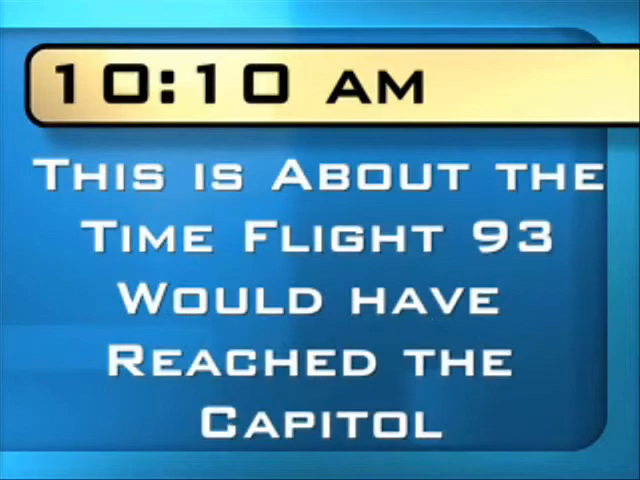 10:10 AM
This is About the
Time Flight 93
Would have
Reached the
Capitol